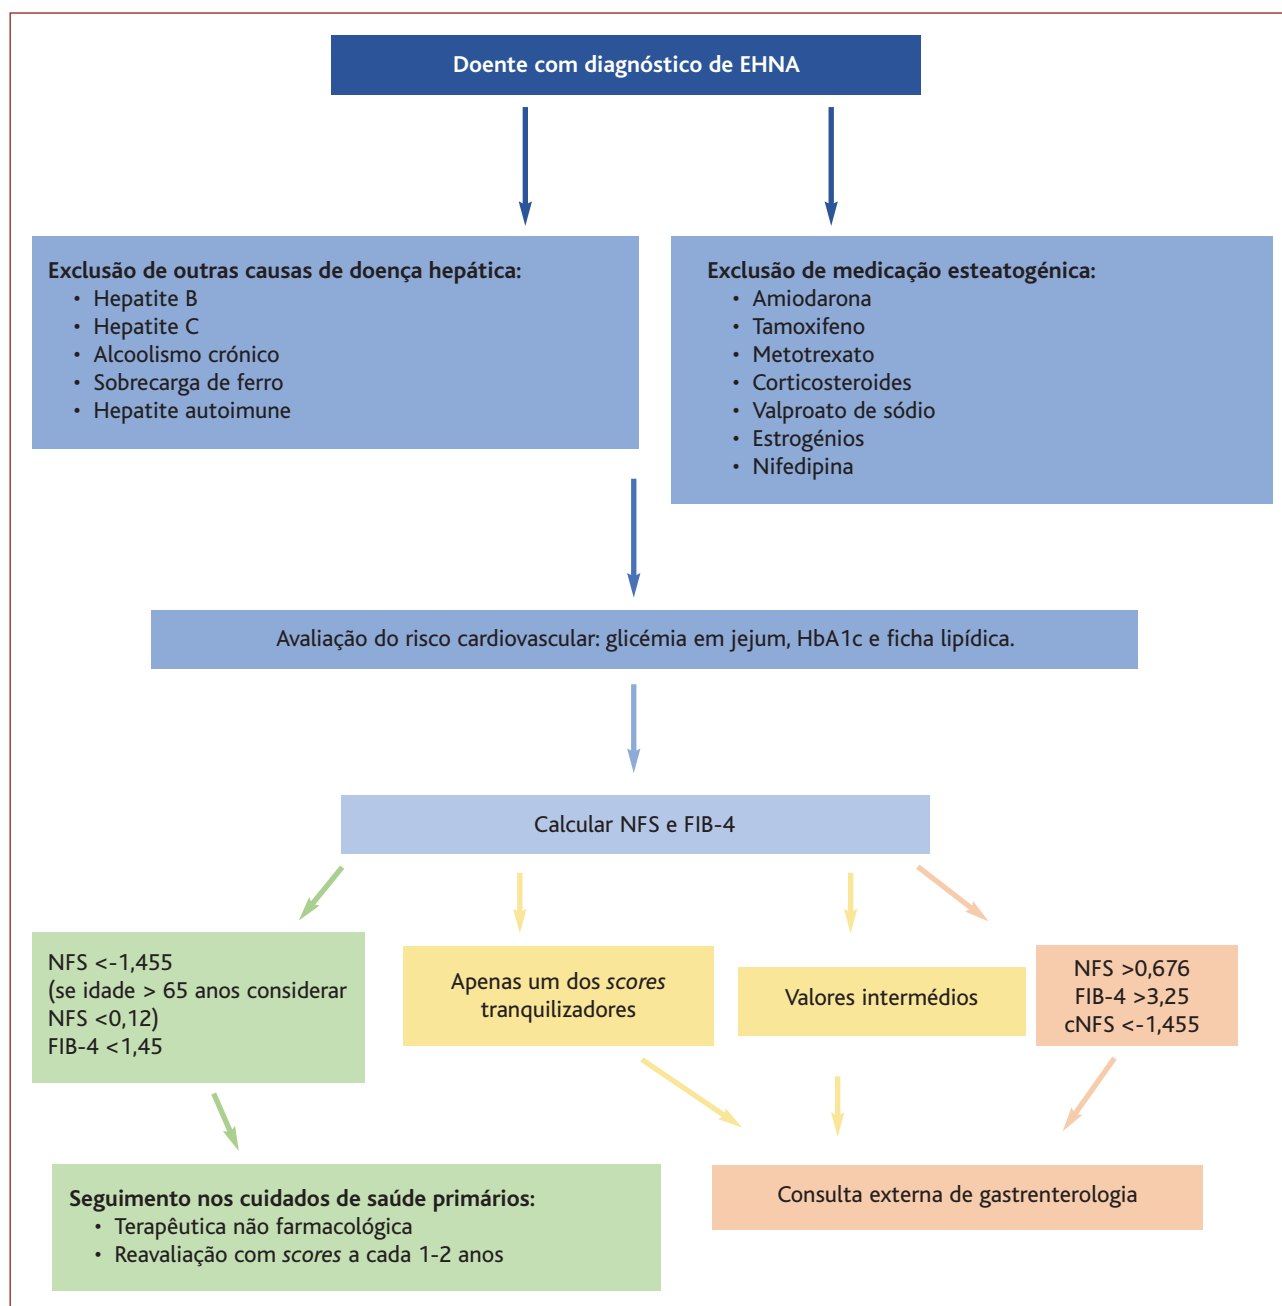 Doente com diagnóstico de EHNA
Exclusão de outras causas de doença hepática:
• Hepatite B
• Hepatite C
• Alcoolismo crónico
• Sobrecarga de ferro
• Hepatite autoimune
Exclusão de medicação esteatogénica:
• Amiodarona
• Tamoxifeno
• Metotrexato
• Corticosteroides
• Valproato de sódio
• Estrogénios
• Nifedipina
Avaliação do risco cardiovascular: glicémia em jejum, HbA1c e ficha lipídica.
Calcular NFS e FIB-4
NFS <-1,455
(se idade > 65 anos considerar
NFS <0,12)
FIB-4 <1,45
Apenas um dos scores
tranquilizadores
Valores intermédios
NFS >0,676
FIB-4 >3,25
cNFS <-1,455
Seguimento nos cuidados de saúde primários:
• Terapêutica não farmacológica
• Reavaliação com scores a cada 1-2 anos
Consulta externa de gastrenterologia